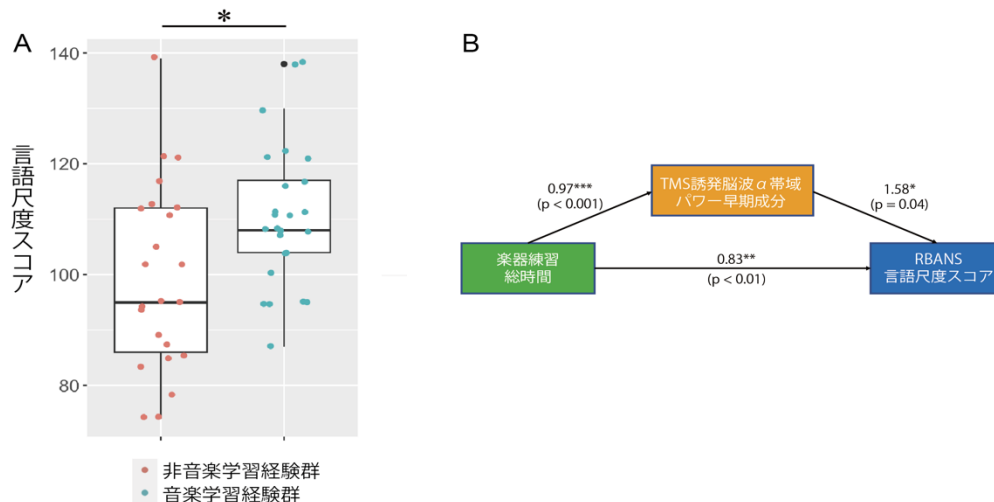 A
*
言語尺度スコア
140
120
100
80
非音楽学習経験群
音楽学習経験群
B
TMS誘発脳波α帯域
パワー早期成分
0.97***
(p < 0.001)
1.58*
(p = 0.04)
楽器練習
総時間
0.83**
(p < 0.01)
RBANS
言語尺度スコア